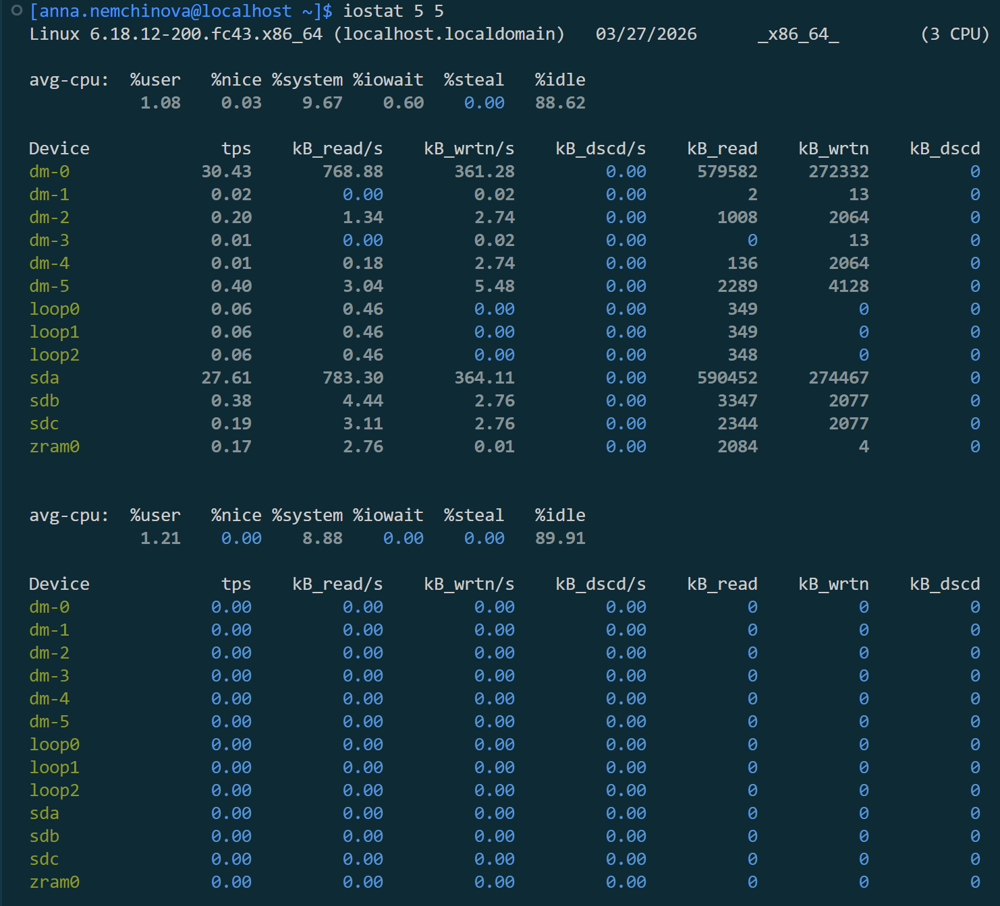 [anna.nemchinova@localhost ~]$ iostat 5 5
Linux 6.18.12-200.fc43.x86_64 (localhost.localdomain) 03/27/2026 _x86_64_ (3 CPU)
avg-cpu: %user %nice %system %iowait %steal %idle
1.08 0.03 9.67 0.60 0.00 88.62
Device tps kB_read/s kB_wrtn/s kB_dscd/s kB_read kB_wrtn kB_dscd
dm-0 30.43 768.88 361.28 0.00 579582 272332 0
dm-1 0.02 0.00 0.02 0.00 2 13 0
dm-2 0.20 1.34 2.74 0.00 1008 2064 0
dm-3 0.01 0.00 0.02 0.00 0 13 0
dm-4 0.01 0.18 2.74 0.00 136 2064 0
dm-5 0.40 3.04 5.48 0.00 2289 4128 0
loop0 0.06 0.46 0.00 0.00 349 0 0
loop1 0.06 0.46 0.00 0.00 349 0 0
loop2 0.06 0.46 0.00 0.00 348 0 0
sda 27.61 783.30 364.11 0.00 590452 274467 0
sdb 0.38 4.44 2.76 0.00 3347 2077 0
sdc 0.19 3.11 2.76 0.00 2344 2077 0
zram0 0.17 2.76 0.01 0.00 2084 4 0
avg-cpu: %user %nice %system %iowait %steal %idle
1.21 0.00 8.88 0.00 0.00 89.91
Device tps kB_read/s kB_wrtn/s kB_dscd/s kB_read kB_wrtn kB_dscd
dm-0 0.00 0.00 0.00 0.00 0 0 0
dm-1 0.00 0.00 0.00 0.00 0 0 0
dm-2 0.00 0.00 0.00 0.00 0 0 0
dm-3 0.00 0.00 0.00 0.00 0 0 0
dm-4 0.00 0.00 0.00 0.00 0 0 0
dm-5 0.00 0.00 0.00 0.00 0 0 0
loop0 0.00 0.00 0.00 0.00 0 0 0
loop1 0.00 0.00 0.00 0.00 0 0 0
loop2 0.00 0.00 0.00 0.00 0 0 0
sda 0.00 0.00 0.00 0.00 0 0 0
sdb 0.00 0.00 0.00 0.00 0 0 0
sdc 0.00 0.00 0.00 0.00 0 0 0
zram0 0.00 0.00 0.00 0.00 0 0 0